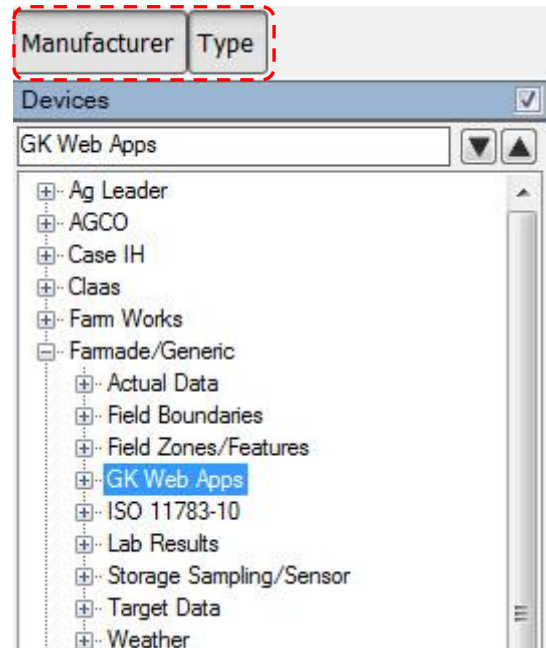 Manufacturer Type
Devices
GK Web Apps
Ag Leader
AGCO
Case IH
Claas
Farm Works
Farmade/Generic
Actual Data
Field Boundaries
Field Zones/Features
GK Web Apps
ISO 11783-10
Lab Results
Storage Sampling/Sensor
Target Data
Weather